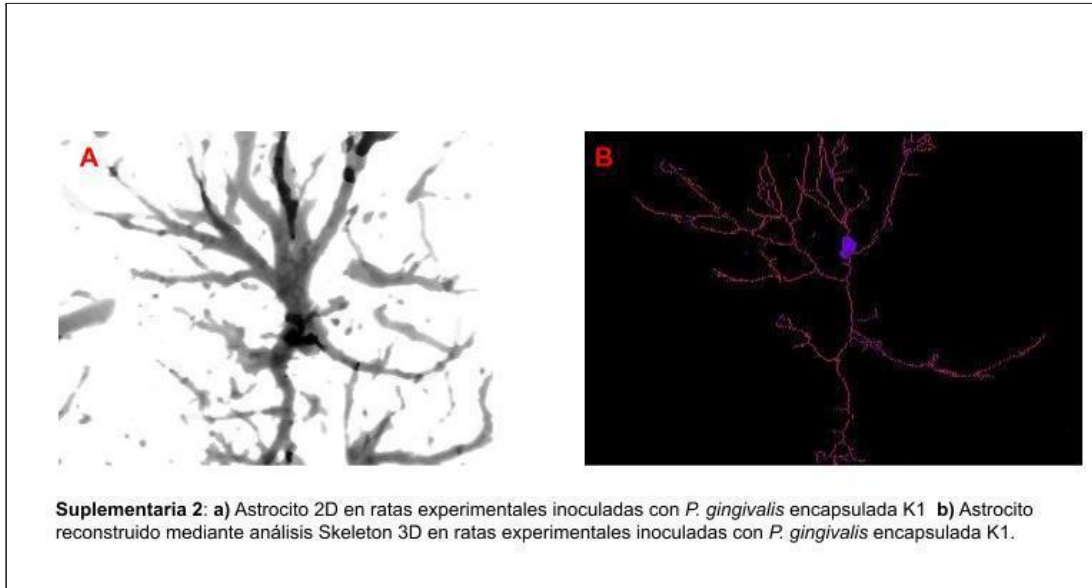 A
B
Suplementaria 2: a) Astrocito 2D en ratas experimentales inoculadas con P. gingivalis encapsulada K1 b) Astrocito
reconstruido mediante análisis Skeleton 3D en ratas experimentales inoculadas con P. gingivalis encapsulada K1.